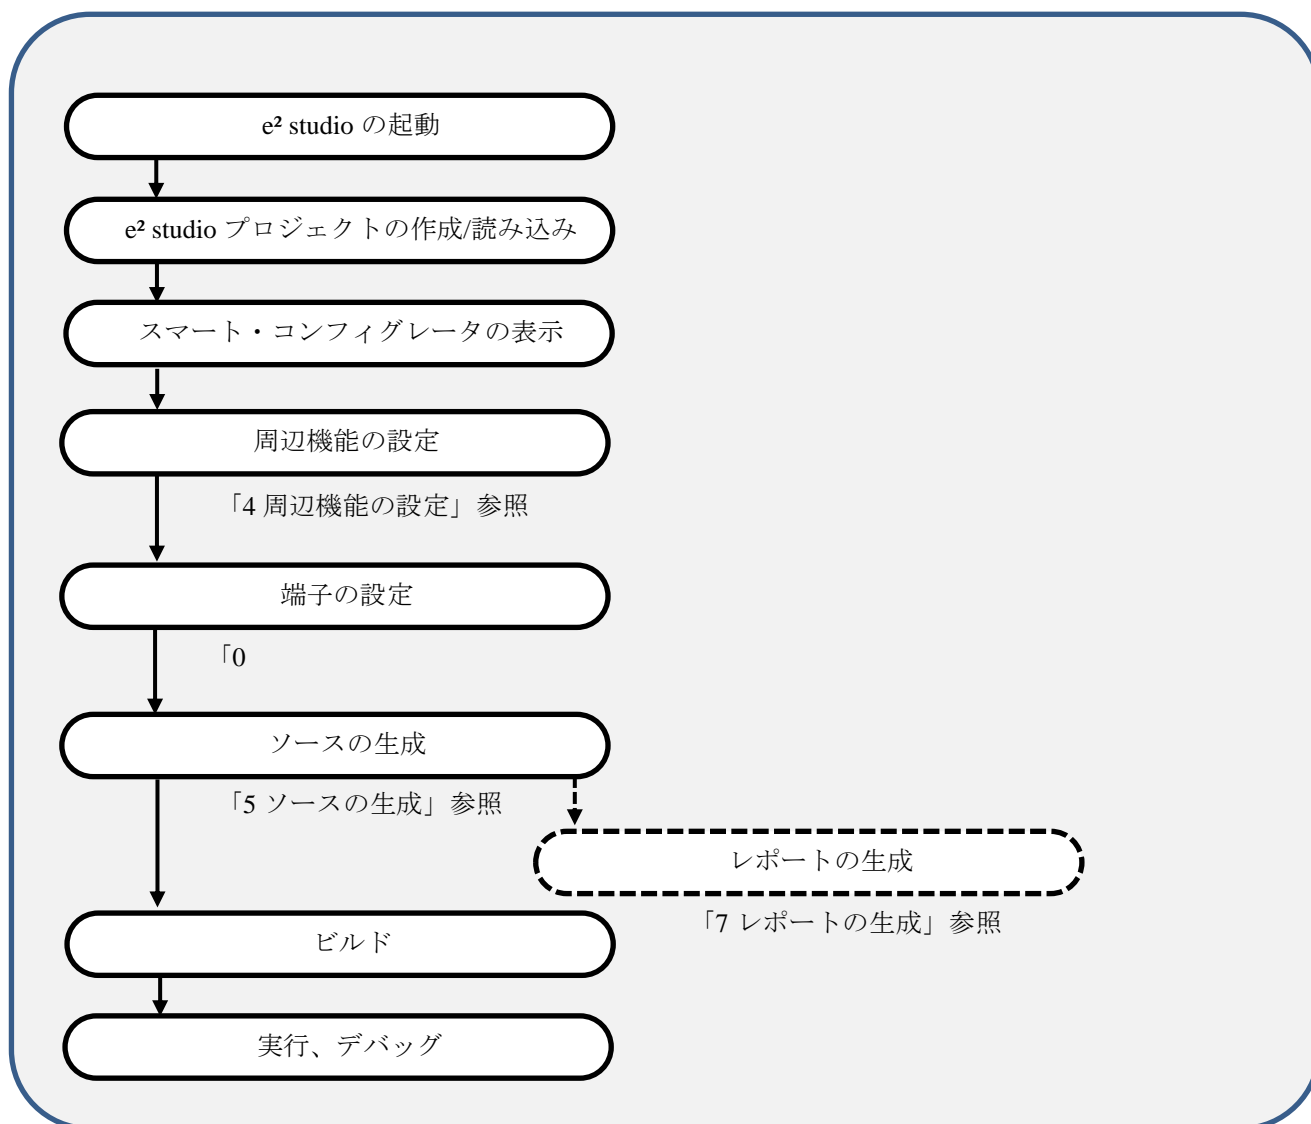 e² studio の起動
e² studio プロジェクトの作成/読み込み
スマート・コンフィグレータの表示
周辺機能の設定
「4 周辺機能の設定」参照
端子の設定
「0
ソースの生成
「5 ソースの生成」参照
レポートの生成
「7 レポートの生成」参照
ビルド
実行、デバッグ